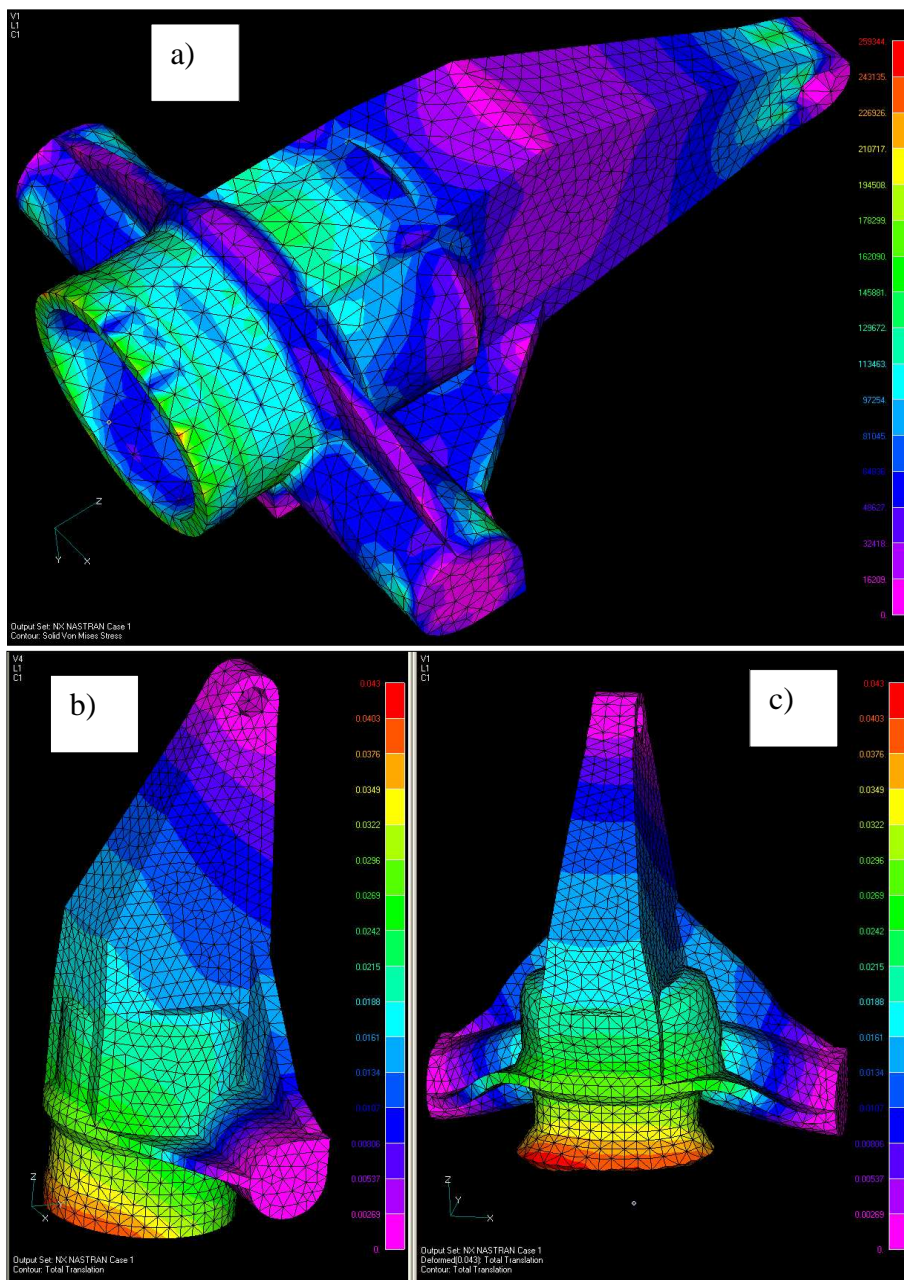 V1
L1
C1
a)
259344.
243135.
226926.
210717.
194508.
178299.
162090.
145881.
129672.
113463.
97254.
81045.
48627.
32418.
16209.
0.
Z
Y
X
Output Set: NX NASTRAN Case 1
Contour: Solid Von Mises Stress
V4
L1
C1
b)
0.043
0.0403
0.0376
0.0349
0.0322
0.0296
0.0269
0.0242
0.0215
0.0188
0.0161
0.0134
0.0107
0.00806
0.00537
0.00269
0.
Z
X
Output Set: NX NASTRAN Case 1
Contour: Total Translation
V1
L1
C1
c)
0.043
0.0403
0.0376
0.0349
0.0322
0.0296
0.0269
0.0242
0.0215
0.0188
0.0161
0.0134
0.0107
0.00806
0.00537
0.00269
0.
Z
Y
X
Output Set: NX NASTRAN Case 1
Deformed(0.043): Total Translation
Contour: Total Translation